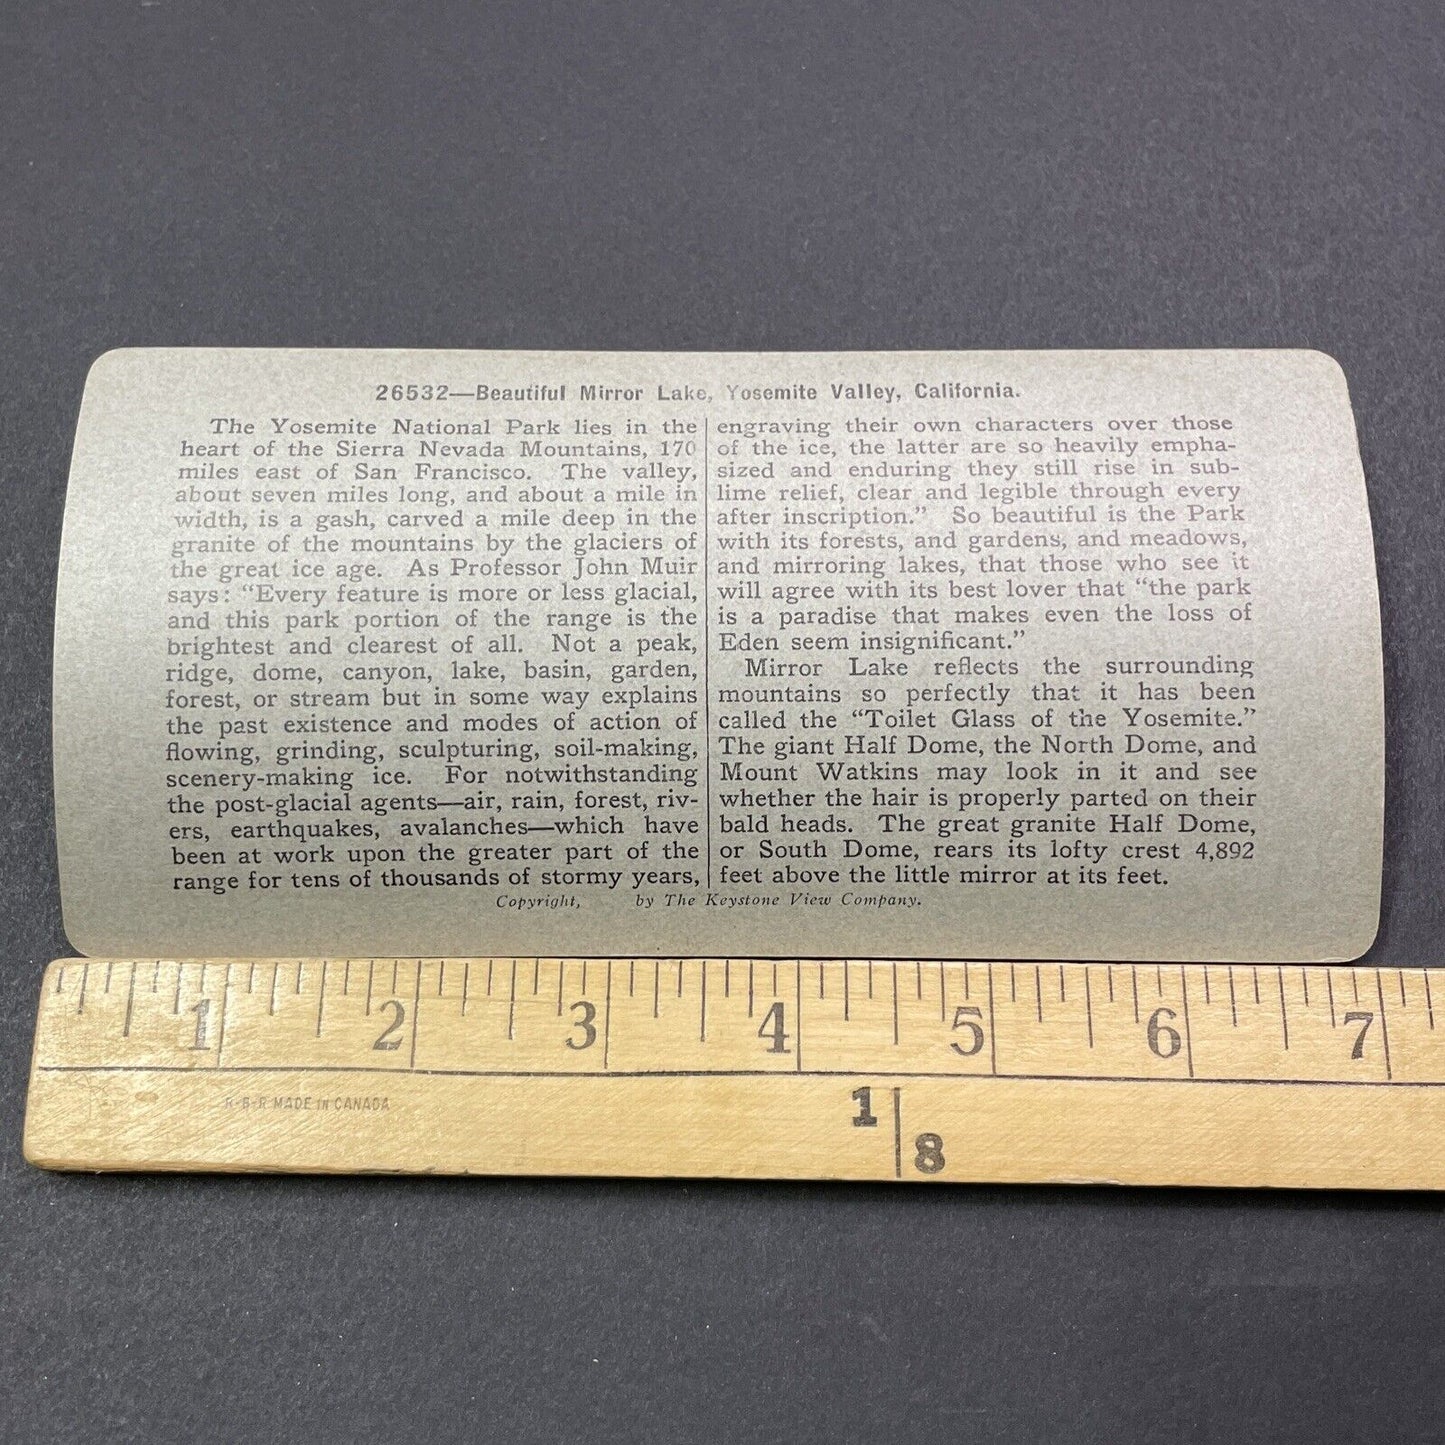 26532—Beautiful Mirror Lake, Yosemite Valley, California.
The Yosemite National Park lies in the
heart of the Sierra Nevada Mountains, 170
miles east of San Francisco. The valley,
about seven miles long, and about a mile in
width, is a gash, carved a mile deep in the
granite of the mountains by the glaciers of
the great ice age. As Professor John Muir
says: “Every feature is more or less glacial,
and this park portion of the range is the
brightest and clearest of all. Not a peak,
ridge, dome, canyon, lake, basin, garden,
forest, or stream but in some way explains
the past existence and modes of action of
flowing, grinding, sculpturing, soil-making,
scenery-making ice. For notwithstanding
the post-glacial agents—air, rain, forest, riv-
ers, earthquakes, avalanches—which have
been at work upon the greater part of the
range for tens of thousands of stormy years,
engraving their own characters over those
of the ice, the latter are so heavily empha-
sized and enduring they still rise in sub-
lime relief, clear and legible through every
after inscription.” So beautiful is the Park
with its forests, and gardens, and meadows,
and mirroring lakes, that those who see it
will agree with its best lover that “the park
is a paradise that makes even the loss of
Eden seem insignificant.”
Mirror Lake reflects the surrounding
mountains so perfectly that it has been
called the “Toilet Glass of the Yosemite.”
The giant Half Dome, the North Dome, and
Mount Watkins may look in it and see
whether the hair is properly parted on their
bald heads. The great granite Half Dome,
or South Dome, rears its lofty crest 4,892
feet above the little mirror at its feet.
Copyright, by The Keystone View Company.
1 2 3 4 5 6 7
R·B·R MADE IN CANADA
1
8